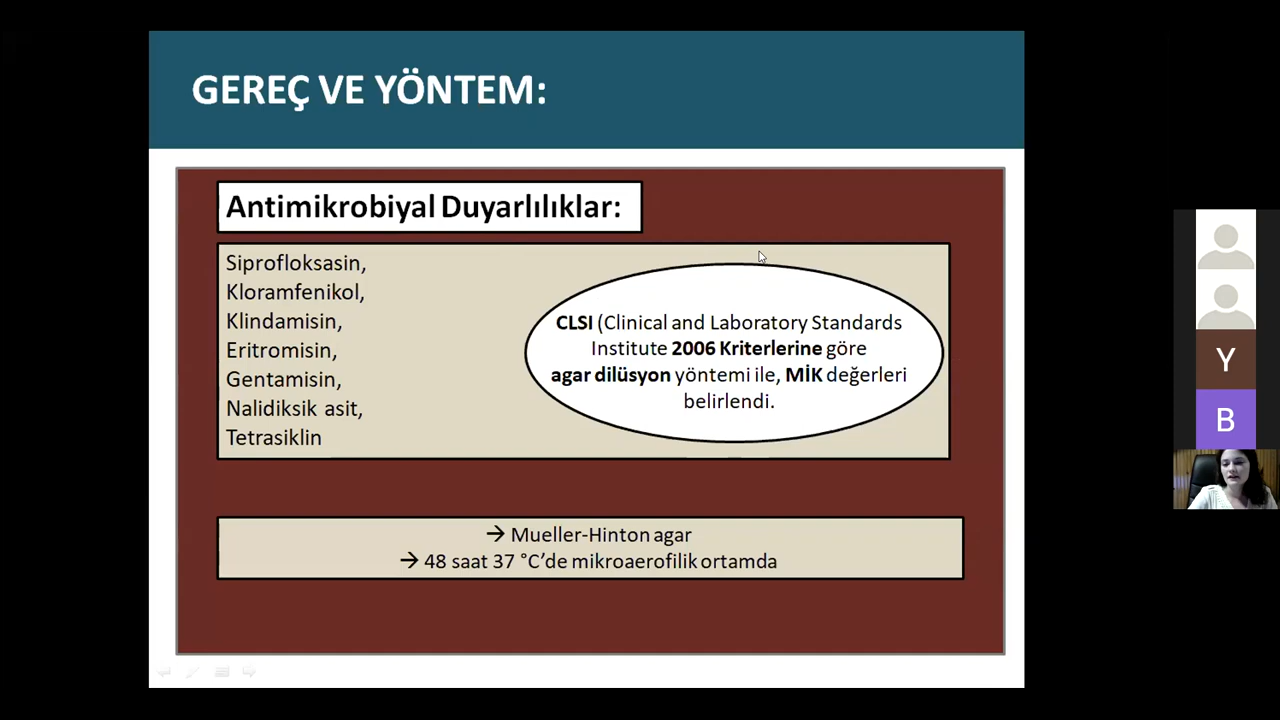 GEREÇ VE YÖNTEM:
Antimikrobiyal Duyarlılıklar:
Siprofloksasin,
Kloramfenikol,
Klindamisin,
Eritromisin,
Gentamisin,
Nalidiksik asit,
Tetrasiklin
CLSI (Clinical and Laboratory Standards
Institute 2006 Kriterlerine göre
agar dilüsyon yöntemi ile, MİK değerleri
belirlendi.
→ Mueller-Hinton agar
→ 48 saat 37 °C’de mikroaerofilik ortamda
Y
B